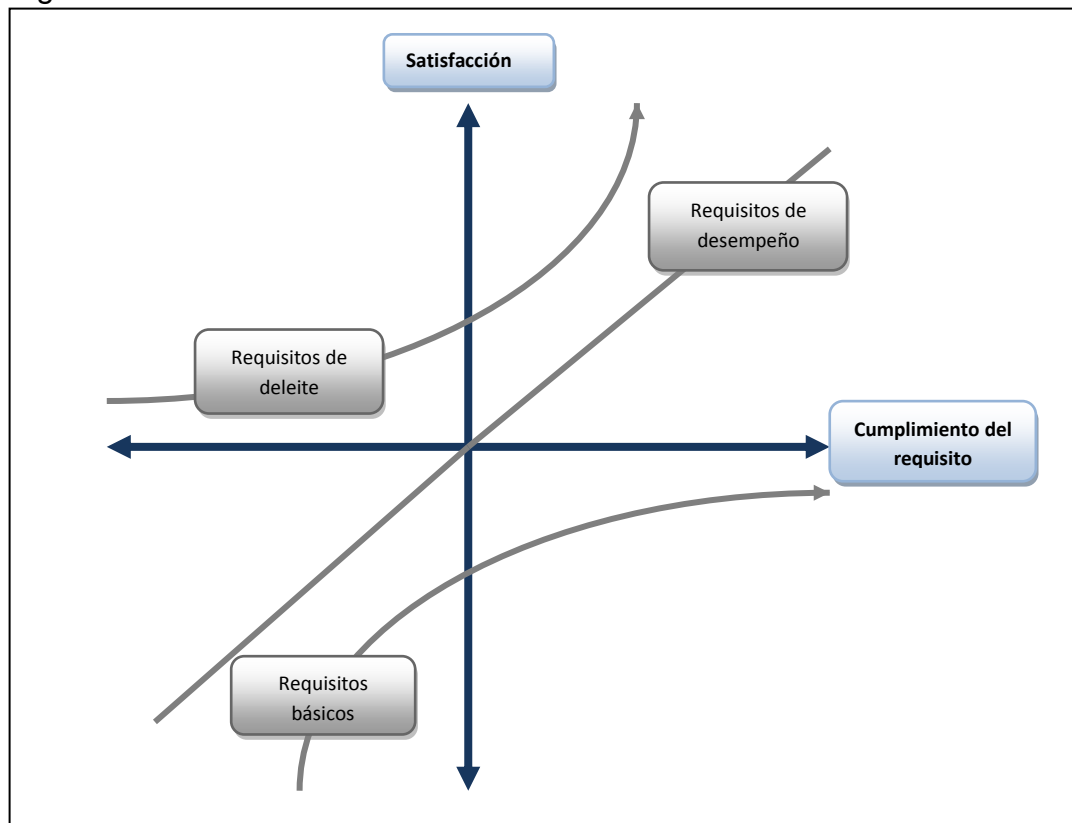 Satisfacción
Requisitos de
desempeño
Requisitos de
deleite
Cumplimiento del
requisito
Requisitos
básicos